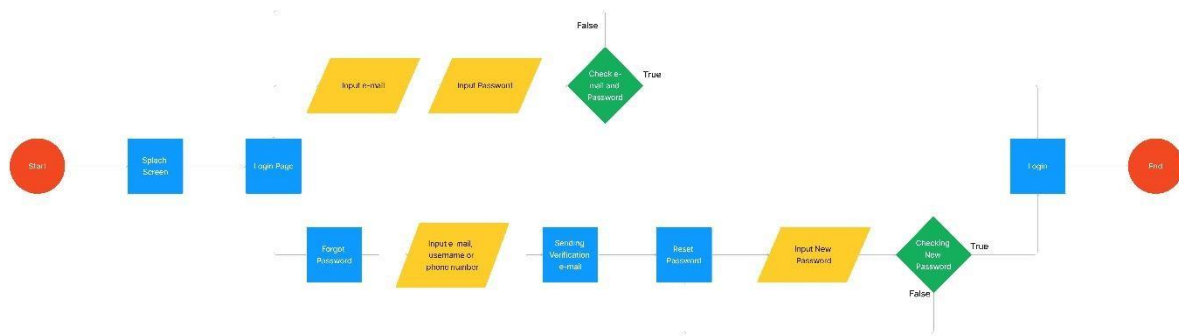 False
Input e-mail
Input Password
Check e-
mail and
Password
True
Start
Splach
Screen
Login Page
Login
End
Forgot
Password
Input e-mail,
username or
phone number
Sending
Verification
e-mail
Reset
Password
Input New
Password
Checking
New
Password
True
False